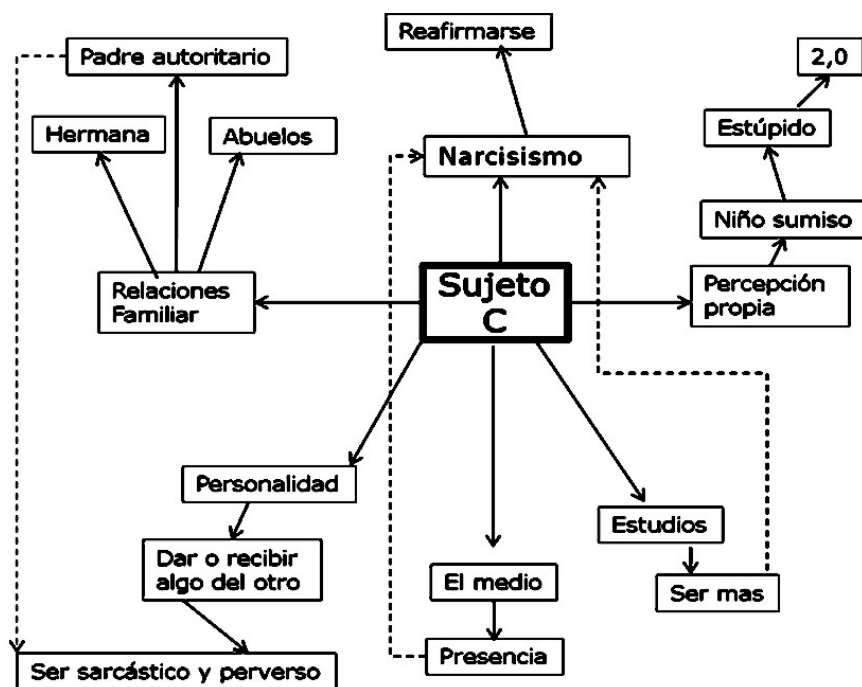 Reafirmarse
Padre autoritario
2,0
Hermana
Abuelos
Estúpido
Narcisismo
Niño sumiso
Relaciones
Familiar
Sujeto
C
Percepción
propia
Personalidad
Estudios
Dar o recibir
algo del otro
El medio
Ser mas
Presencia
Ser sarcástico y perverso